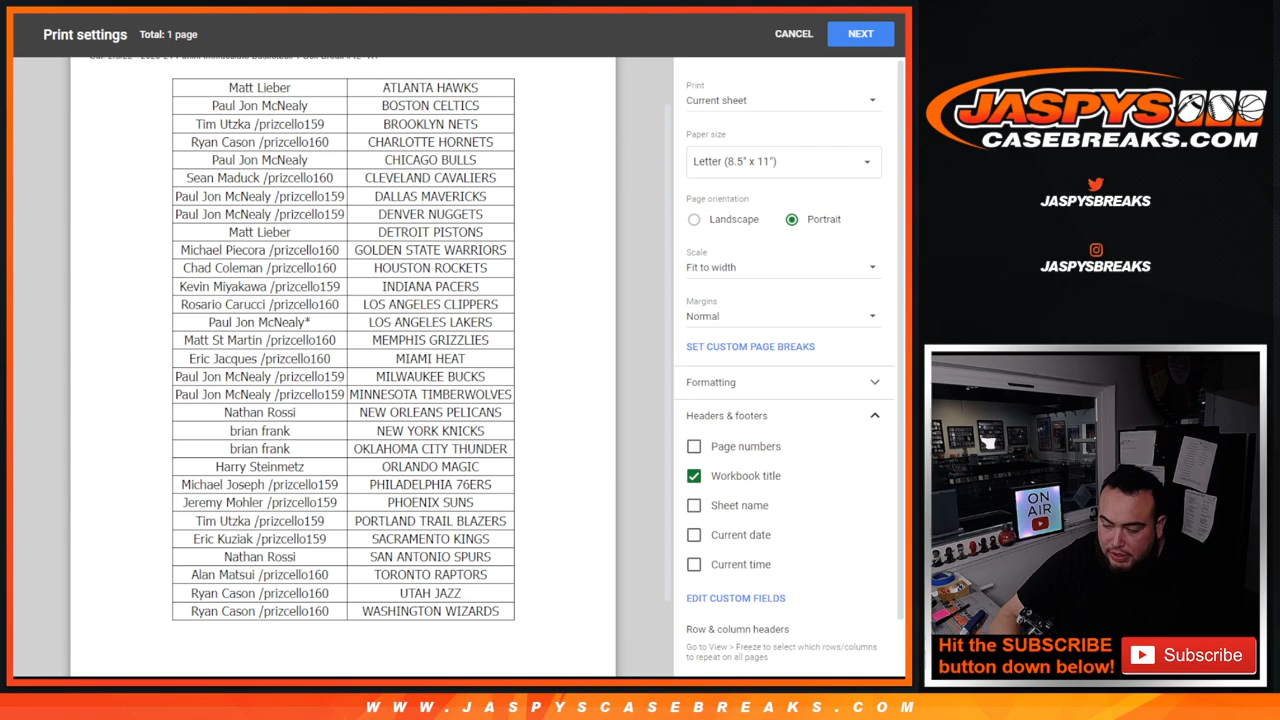 Print settings Total: 1 page CANCEL NEXT
Matt Lieber ATLANTA HAWKS
Paul Jon McNealy BOSTON CELTICS
Tim Utzka /prizcello159 BROOKLYN NETS
Ryan Cason /prizcello160 CHARLOTTE HORNETS
Paul Jon McNealy CHICAGO BULLS
Sean Maduck /prizcello160 CLEVELAND CAVALIERS
Paul Jon McNealy /prizcello159 DALLAS MAVERICKS
Paul Jon McNealy /prizcello159 DENVER NUGGETS
Matt Lieber DETROIT PISTONS
Michael Piecora /prizcello160 GOLDEN STATE WARRIORS
Chad Coleman /prizcello160 HOUSTON ROCKETS
Kevin Miyakawa /prizcello159 INDIANA PACERS
Rosario Carucci /prizcello160 LOS ANGELES CLIPPERS
Paul Jon McNealy* LOS ANGELES LAKERS
Matt St Martin /prizcello160 MEMPHIS GRIZZLIES
Eric Jacques /prizcello160 MIAMI HEAT
Paul Jon McNealy /prizcello159 MILWAUKEE BUCKS
Paul Jon McNealy /prizcello159 MINNESOTA TIMBERWOLVES
Nathan Rossi NEW ORLEANS PELICANS
brian frank NEW YORK KNICKS
brian frank OKLAHOMA CITY THUNDER
Harry Steinmetz ORLANDO MAGIC
Michael Joseph /prizcello159 PHILADELPHIA 76ERS
Jeremy Mohler /prizcello159 PHOENIX SUNS
Tim Utzka /prizcello159 PORTLAND TRAIL BLAZERS
Eric Kuziak /prizcello159 SACRAMENTO KINGS
Nathan Rossi SAN ANTONIO SPURS
Alan Matsui /prizcello160 TORONTO RAPTORS
Ryan Cason /prizcello160 UTAH JAZZ
Ryan Cason /prizcello160 WASHINGTON WIZARDS
Print
Current sheet
Paper size
Letter (8.5" x 11")
Page orientation
Landscape Portrait
Scale
Fit to width
Margins
Normal
SET CUSTOM PAGE BREAKS
Formatting
Headers & footers
Page numbers
Workbook title
Sheet name
Current date
Current time
EDIT CUSTOM FIELDS
Row & column headers
Go to View > Freeze to select which rows/columns
to repeat on all pages
JASPYS
CASEBREAKS.COM
JASPYSBREAKS
JASPYSBREAKS
ON
AIR
Hit the SUBSCRIBE
button down below!
Subscribe
WWW.JASPYSCASEBREAKS.COM